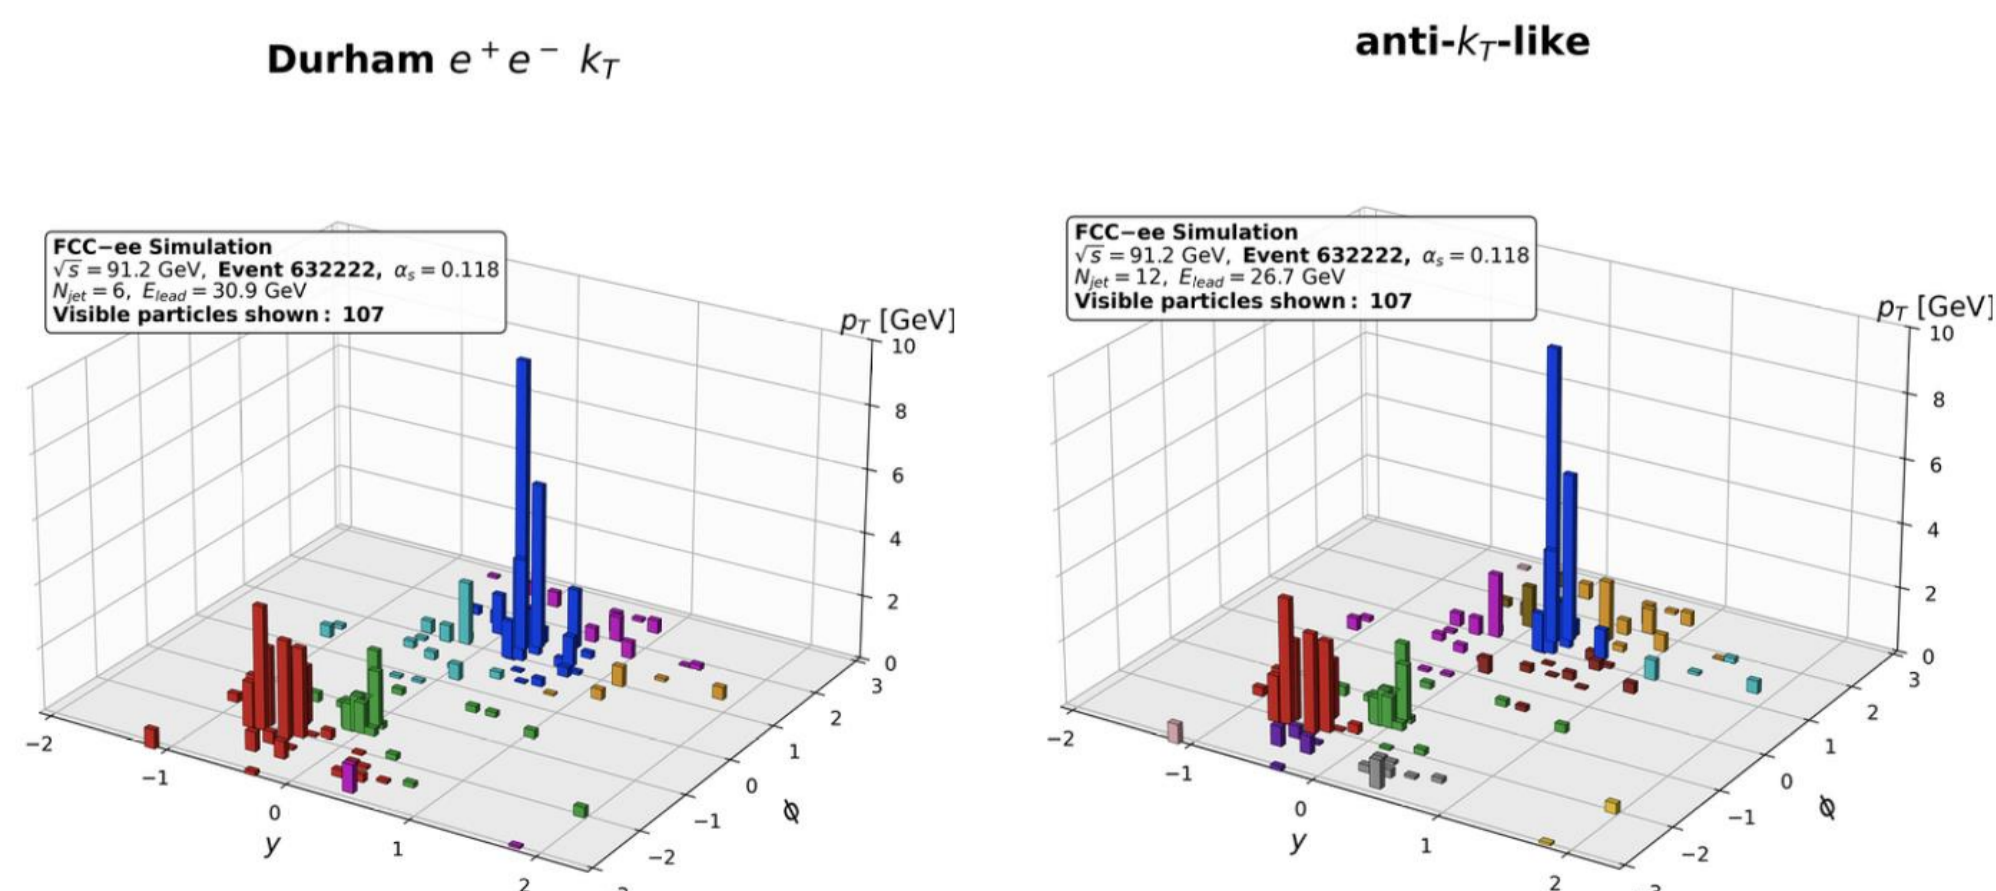 Durham e⁺e⁻ k_T
FCC−ee Simulation
√s = 91.2 GeV, Event 632222, α_s = 0.118
N_jet = 6, E_lead = 30.9 GeV
Visible particles shown: 107
p_T [GeV]
10
8
6
4
2
0
3
2
1
0
−1
−2
ϕ
−2
−1
0
1
2
y
anti-k_T-like
FCC−ee Simulation
√s = 91.2 GeV, Event 632222, α_s = 0.118
N_jet = 12, E_lead = 26.7 GeV
Visible particles shown: 107
p_T [GeV]
10
8
6
4
2
0
3
2
1
0
−1
−2
ϕ
−2
−1
0
1
2
y